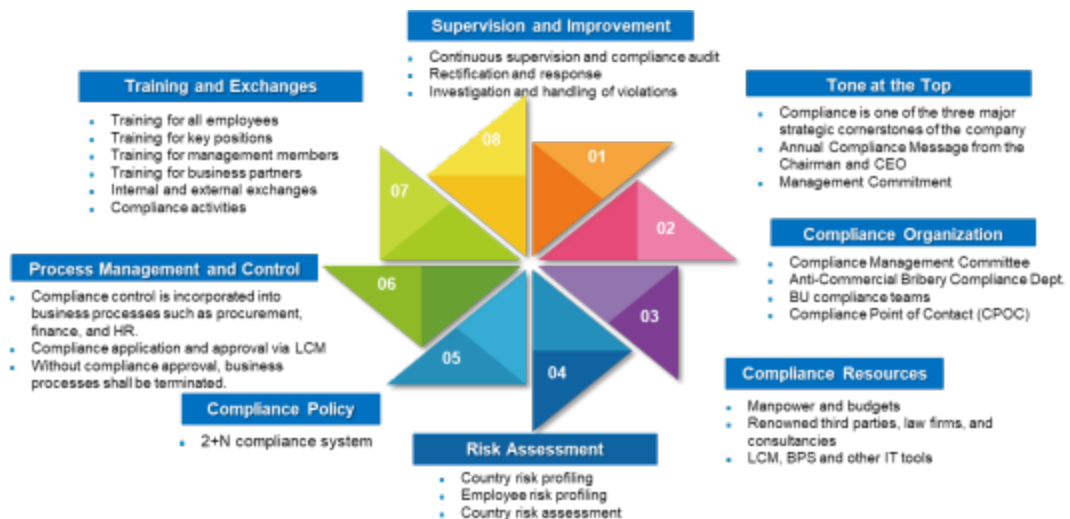 Supervision and Improvement
Continuous supervision and compliance audit
Rectification and response
Investigation and handling of violations
Training and Exchanges
Training for all employees
Training for key positions
Training for management members
Training for business partners
Internal and external exchanges
Compliance activities
Tone at the Top
Compliance is one of the three major
strategic cornerstones of the company
Annual Compliance Message from the
Chairman and CEO
Management Commitment
08
01
07
02
06
03
05
04
Compliance Organization
Compliance Management Committee
Anti-Commercial Bribery Compliance Dept.
BU compliance teams
Compliance Point of Contact (CPOC)
Process Management and Control
Compliance control is incorporated into
business processes such as procurement,
finance, and HR.
Compliance application and approval via LCM
Without compliance approval, business
processes shall be terminated.
Compliance Resources
Manpower and budgets
Renowned third parties, law firms, and
consultancies
LCM, BPS and other IT tools
Compliance Policy
2+N compliance system
Risk Assessment
Country risk profiling
Employee risk profiling
Country risk assessment